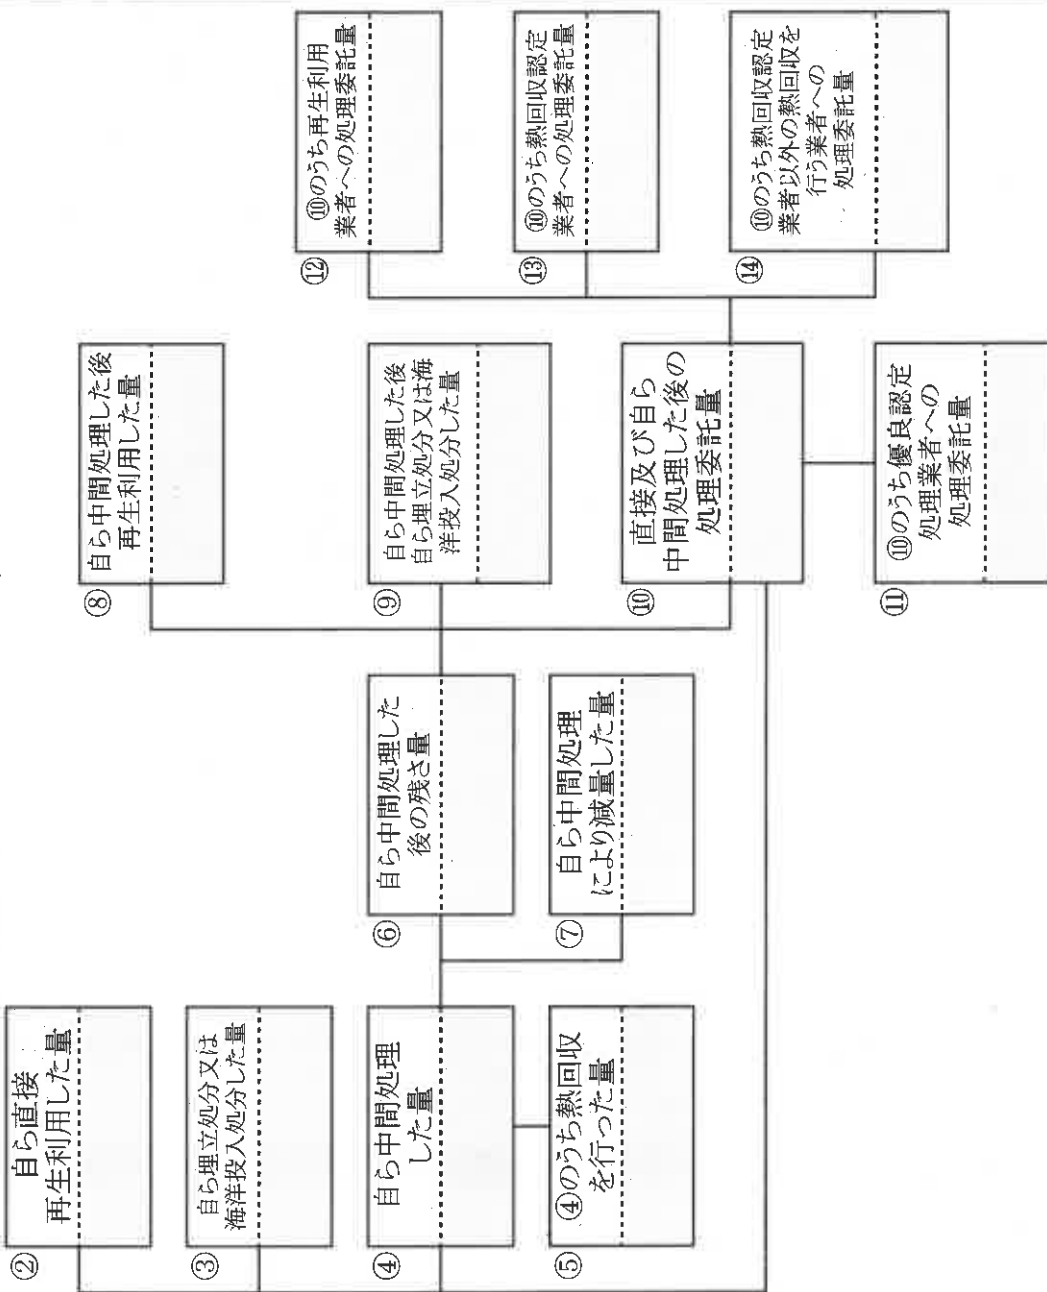 ②
自ら直接
再生利用した量
③
自ら埋立処分又は
海洋投入処分した量
④
自ら中間処理
した量
⑤
④のうち熱回収
を行った量
⑥
自ら中間処理した
後の残さ量
⑦
自ら中間処理
により減量した量
⑧
自ら中間処理した後
再生利用した量
⑨
自ら中間処理した後
自ら埋立処分又は海
洋投入処分した量
⑩
直接及び自ら
中間処理した後の
処理委託量
⑪
⑩のうち優良認定
処理業者への
処理委託量
⑫
⑩のうち再生利用
業者への処理委託量
⑬
⑩のうち熱回収認定
業者への処理委託量
⑭
⑩のうち熱回収認定
業者以外の熱回収を
行う業者への
処理委託量